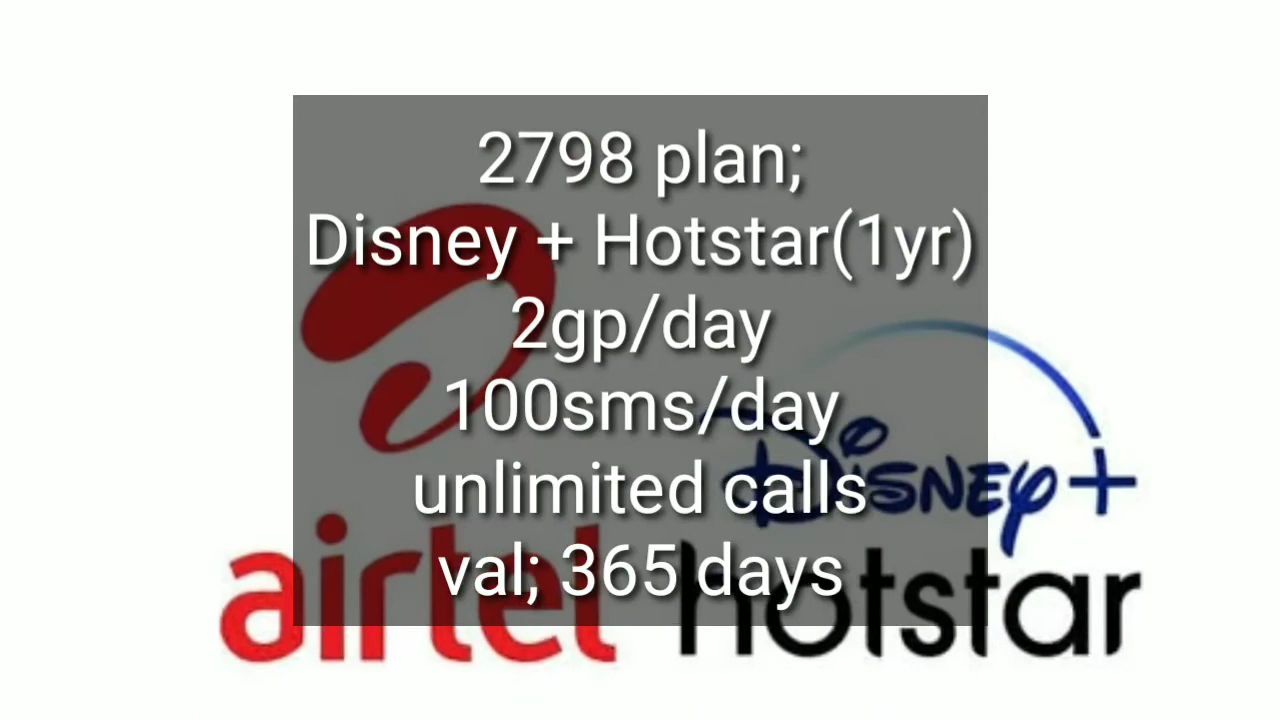 2798 plan;
Disney + Hotstar(1yr)
2gp/day
100sms/day
unlimited calls
val; 365 days
airtel
Disney+
hotstar